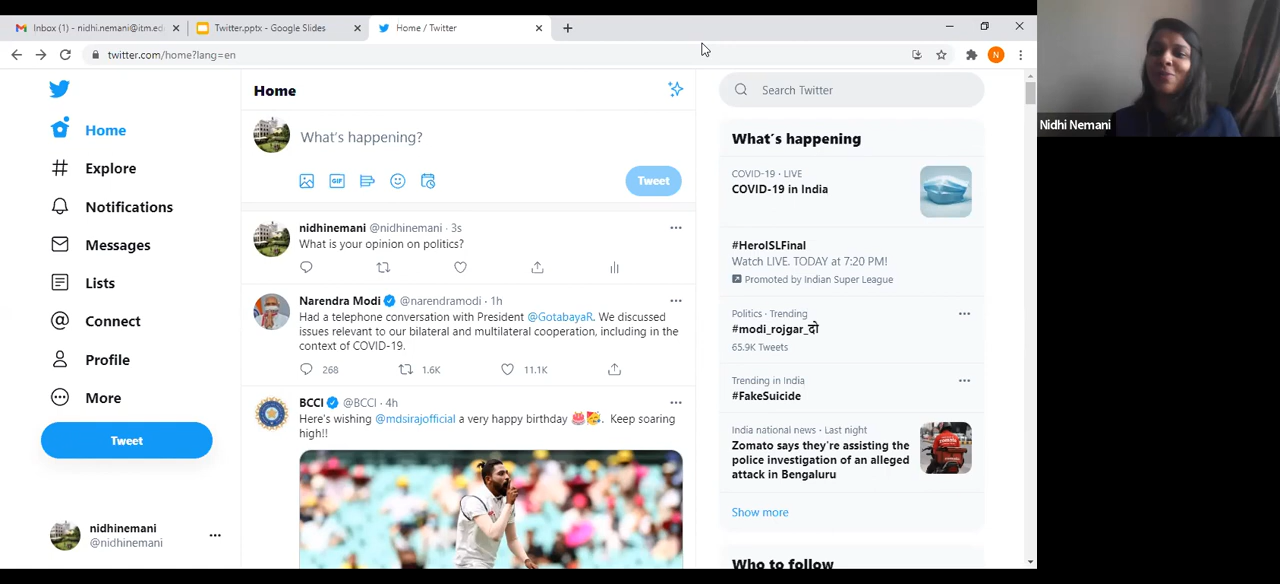 Inbox (1) - nidhi.nemani@itm.ed
Twitter.pptx - Google Slides
Home / Twitter
twitter.com/home?lang=en
N
Home
Explore
Notifications
Messages
Lists
Connect
Profile
More
Tweet
nidhinemani
@nidhinemani
Home
What's happening?
GIF
Tweet
nidhinemani @nidhinemani · 3s
What is your opinion on politics?
Narendra Modi @narendramodi · 1h
Had a telephone conversation with President @GotabayaR. We discussed
issues relevant to our bilateral and multilateral cooperation, including in the
context of COVID-19.
268 1.6K 11.1K
BCCI @BCCI · 4h
Here's wishing @mdsirajofficial a very happy birthday 🎂🥳. Keep soaring
high!!
Search Twitter
What's happening
COVID-19 · LIVE
COVID-19 in India
#HeroISLFinal
Watch LIVE. TODAY at 7:20 PM!
Promoted by Indian Super League
Politics · Trending
#modi_rojgar_दो
65.9K Tweets
Trending in India
#FakeSuicide
India national news · Last night
Zomato says they're assisting the
police investigation of an alleged
attack in Bengaluru
Show more
Who to follow
Nidhi Nemani